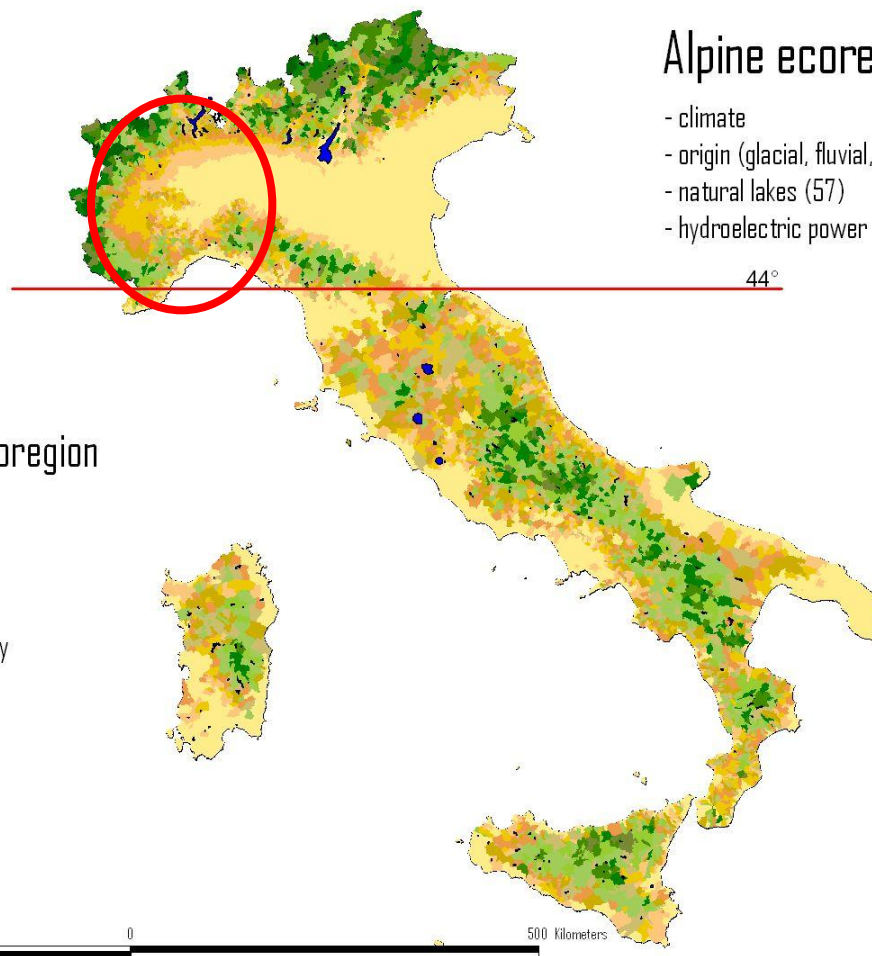 Alpine ecore
- climate
- origin (glacial, fluvial,
- natural lakes (57)
- hydroelectric power
44°
oregion
y
0
500 Kilometers